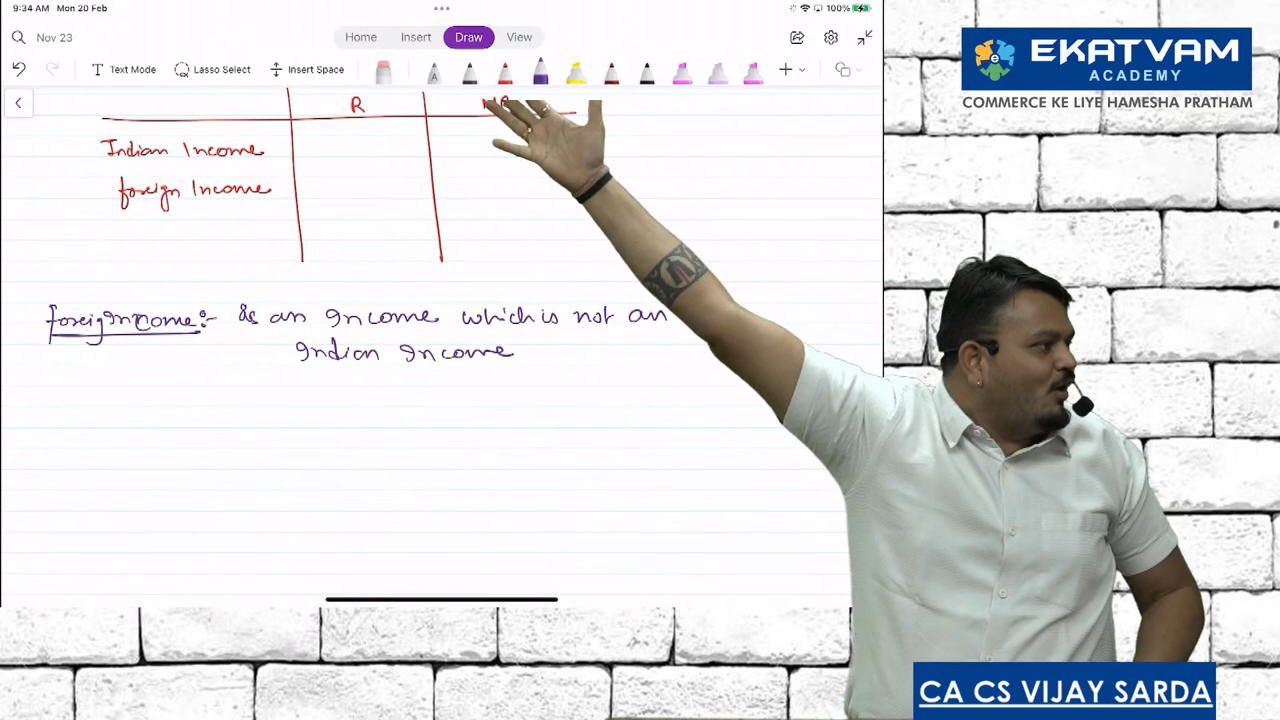 9:34 AM Mon 20 Feb
100%
Nov 23
Home Insert Draw View
Text Mode Lasso Select Insert Space
EKATVAM
ACADEMY
COMMERCE KE LIYE HAMESHA PRATHAM
R NR
Indian Income
foreign Income
foreign Income:- Is an Income which is not an
Indian Income
CA CS VIJAY SARDA